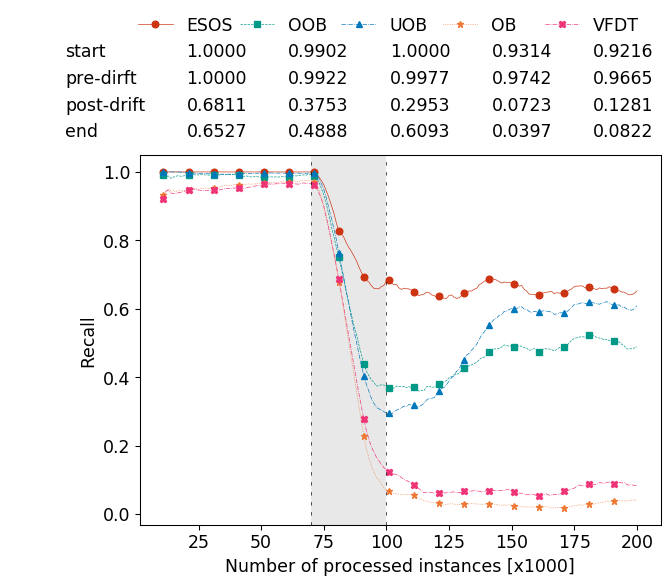 ESOS OOB UOB OB VFDT
start 1.0000 0.9902 1.0000 0.9314 0.9216
pre-dirft 1.0000 0.9922 0.9977 0.9742 0.9665
post-drift 0.6811 0.3753 0.2953 0.0723 0.1281
end 0.6527 0.4888 0.6093 0.0397 0.0822
1.0
0.8
0.6
0.4
0.2
0.0
Recall
25 50 75 100 125 150 175 200
Number of processed instances [x1000]